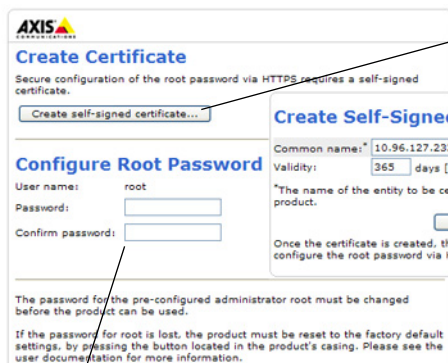 AXIS
COMMUNICATIONS
Create Certificate
Secure configuration of the root password via HTTPS requires a self-signed
certificate.
Create self-signed certificate...
Configure Root Password
User name: root
Password:
Confirm password:
Create Self-Signed
Common name:* 10.96.127.23
Validity: 365 days [
*The name of the entity to be ce
product.
Once the certificate is created, th
configure the root password via H
The password for the pre-configured administrator root must be changed
before the product can be used.
If the password for root is lost, the product must be reset to the factory default
settings, by pressing the button located in the product's casing. Please see the
user documentation for more information.